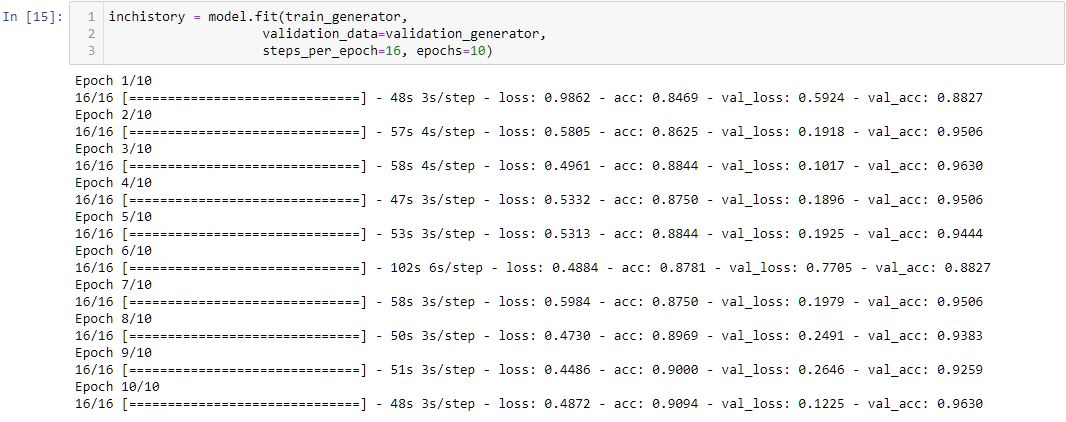 In [15]:
1 inchistory = model.fit(train_generator,
2 validation_data=validation_generator,
3 steps_per_epoch=16, epochs=10)
Epoch 1/10
16/16 [==============================] - 48s 3s/step - loss: 0.9862 - acc: 0.8469 - val_loss: 0.5924 - val_acc: 0.8827
Epoch 2/10
16/16 [==============================] - 57s 4s/step - loss: 0.5805 - acc: 0.8625 - val_loss: 0.1918 - val_acc: 0.9506
Epoch 3/10
16/16 [==============================] - 58s 4s/step - loss: 0.4961 - acc: 0.8844 - val_loss: 0.1017 - val_acc: 0.9630
Epoch 4/10
16/16 [==============================] - 47s 3s/step - loss: 0.5332 - acc: 0.8750 - val_loss: 0.1896 - val_acc: 0.9506
Epoch 5/10
16/16 [==============================] - 53s 3s/step - loss: 0.5313 - acc: 0.8844 - val_loss: 0.1925 - val_acc: 0.9444
Epoch 6/10
16/16 [==============================] - 102s 6s/step - loss: 0.4884 - acc: 0.8781 - val_loss: 0.7705 - val_acc: 0.8827
Epoch 7/10
16/16 [==============================] - 58s 3s/step - loss: 0.5984 - acc: 0.8750 - val_loss: 0.1979 - val_acc: 0.9506
Epoch 8/10
16/16 [==============================] - 50s 3s/step - loss: 0.4730 - acc: 0.8969 - val_loss: 0.2491 - val_acc: 0.9383
Epoch 9/10
16/16 [==============================] - 51s 3s/step - loss: 0.4486 - acc: 0.9000 - val_loss: 0.2646 - val_acc: 0.9259
Epoch 10/10
16/16 [==============================] - 48s 3s/step - loss: 0.4872 - acc: 0.9094 - val_loss: 0.1225 - val_acc: 0.9630